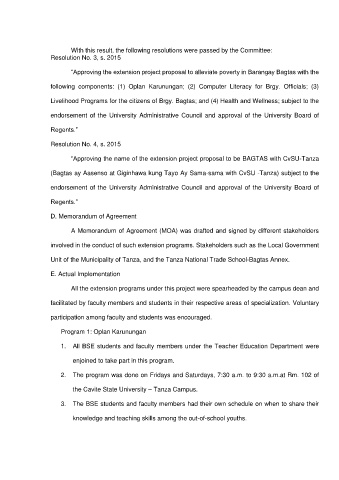 With this result, the following resolutions were passed by the Committee:
Resolution No. 3, s. 2015
"Approving the extension project proposal to alleviate poverty in Barangay Bagtas with the
following components: (1) Oplan Karunungan; (2) Computer Literacy for Brgy. Officials; (3)
Livelihood Programs for the citizens of Brgy. Bagtas; and (4) Health and Wellness; subject to the
endorsement of the University Administrative Council and approval of the University Board of
Regents."
Resolution No. 4, s. 2015
"Approving the name of the extension project proposal to be BAGTAS with CvSU-Tanza
(Bagtas ay Aasenso at Giginhawa kung Tayo Ay Sama-sama with CvSU -Tanza) subject to the
endorsement of the University Administrative Council and approval of the University Board of
Regents."
D. Memorandum of Agreement
A Memorandum of Agreement (MOA) was drafted and signed by different stakeholders
involved in the conduct of such extension programs. Stakeholders such as the Local Government
Unit of the Municipality of Tanza, and the Tanza National Trade School-Bagtas Annex.
E. Actual Implementation
All the extension programs under this project were spearheaded by the campus dean and
facilitated by faculty members and students in their respective areas of specialization. Voluntary
participation among faculty and students was encouraged.
Program 1: Oplan Karunungan
1. All BSE students and faculty members under the Teacher Education Department were
enjoined to take part in this program.
2. The program was done on Fridays and Saturdays, 7:30 a.m. to 9:30 a.m.at Rm. 102 of
the Cavite State University – Tanza Campus.
3. The BSE students and faculty members had their own schedule on when to share their
knowledge and teaching skills among the out-of-school youths.